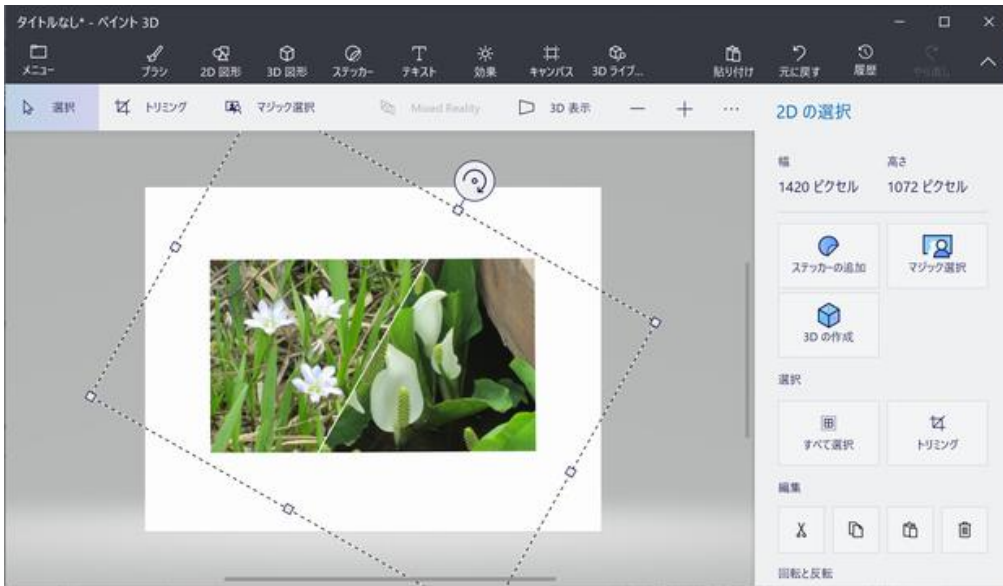 タイトルなし* - ペイント 3D
メニュー
ブラシ
2D 図形
3D 図形
ステッカー
テキスト
効果
キャンバス
3D ライブ...
貼り付け
元に戻す
履歴
やり直し
選択
トリミング
マジック選択
Mixed Reality
3D 表示
2D の選択
幅
高さ
1420 ピクセル
1072 ピクセル
ステッカーの追加
マジック選択
3D の作成
選択
すべて選択
トリミング
編集
回転と反転